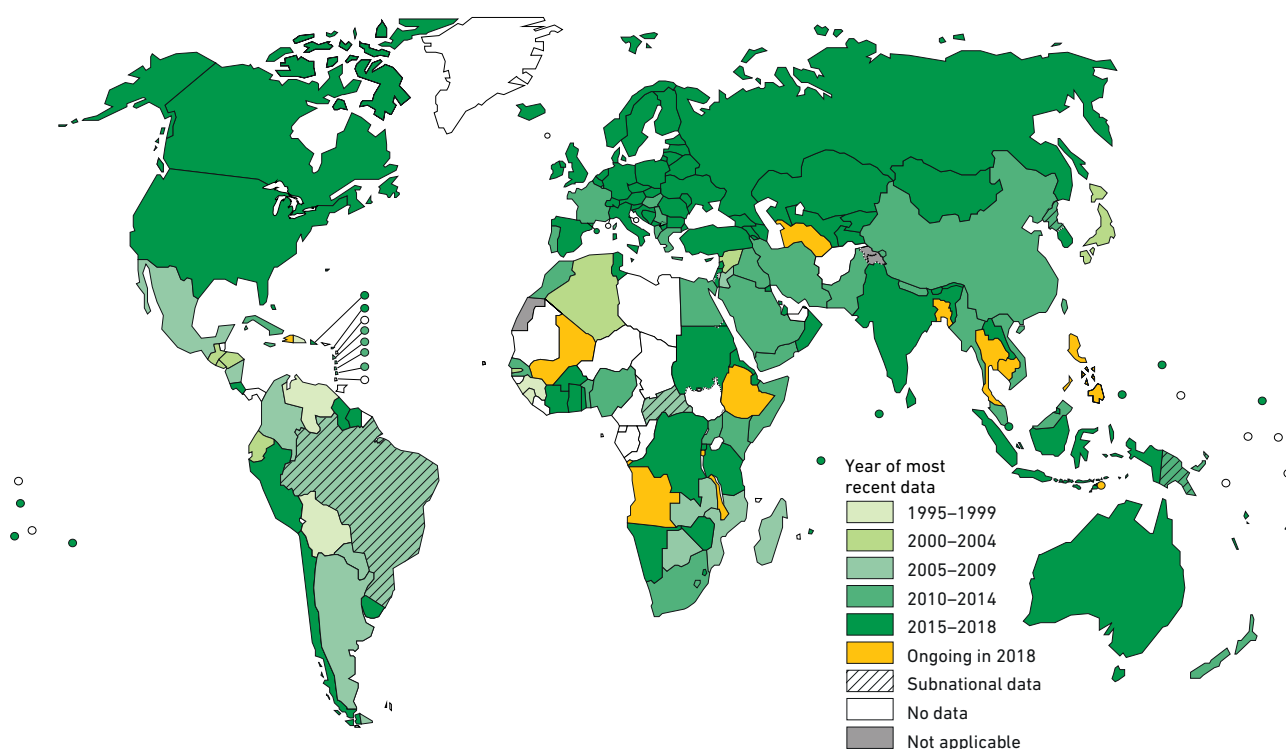 Year of most
recent data
1995–1999
2000–2004
2005–2009
2010–2014
2015–2018
Ongoing in 2018
Subnational data
No data
Not applicable